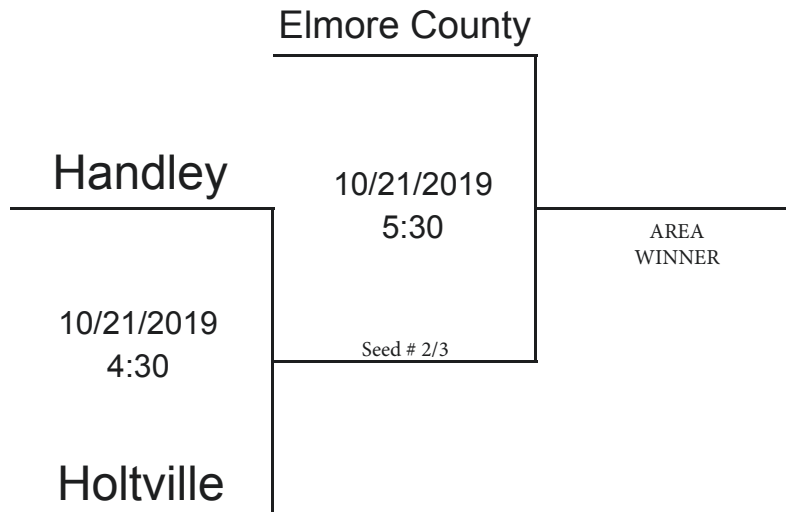 Elmore County
Handley
10/21/2019
5:30
AREA
WINNER
10/21/2019
4:30
Seed # 2/3
Holtville